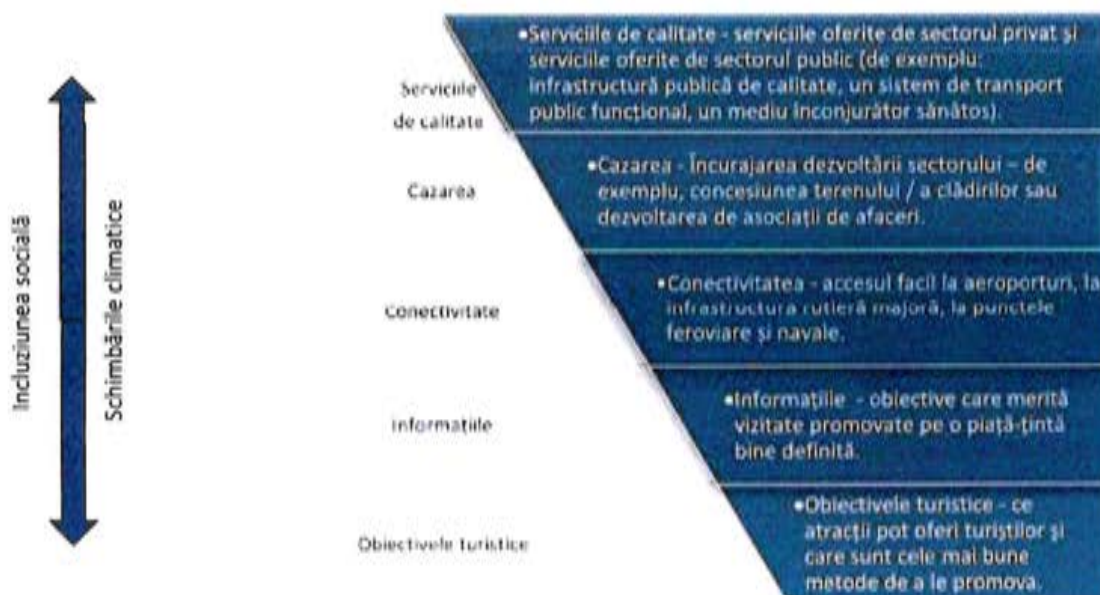 Incluziunea socială
Schimbările climatice
Serviciile
de calitate
•Serviciile de calitate - serviciile oferite de sectorul privat și
serviciile oferite de sectorul public (de exemplu:
infrastructură publică de calitate, un sistem de transport
public funcțional, un mediu înconjurător sănătos).
Cazarea
•Cazarea - Încurajarea dezvoltării sectorului – de
exemplu, concesiunea terenului / a clădirilor sau
dezvoltarea de asociații de afaceri.
Conectivitate
•Conectivitatea - accesul facil la aeroporturi, la
infrastructura rutieră majoră, la punctele
feroviare și navale.
Informațiile
•Informațiile - obiective care merită
vizitate promovate pe o piață-țintă
bine definită.
Obiectivele turistice
•Obiectivele turistice - ce
atracții pot oferi turiștilor și
care sunt cele mai bune
metode de a le promova.